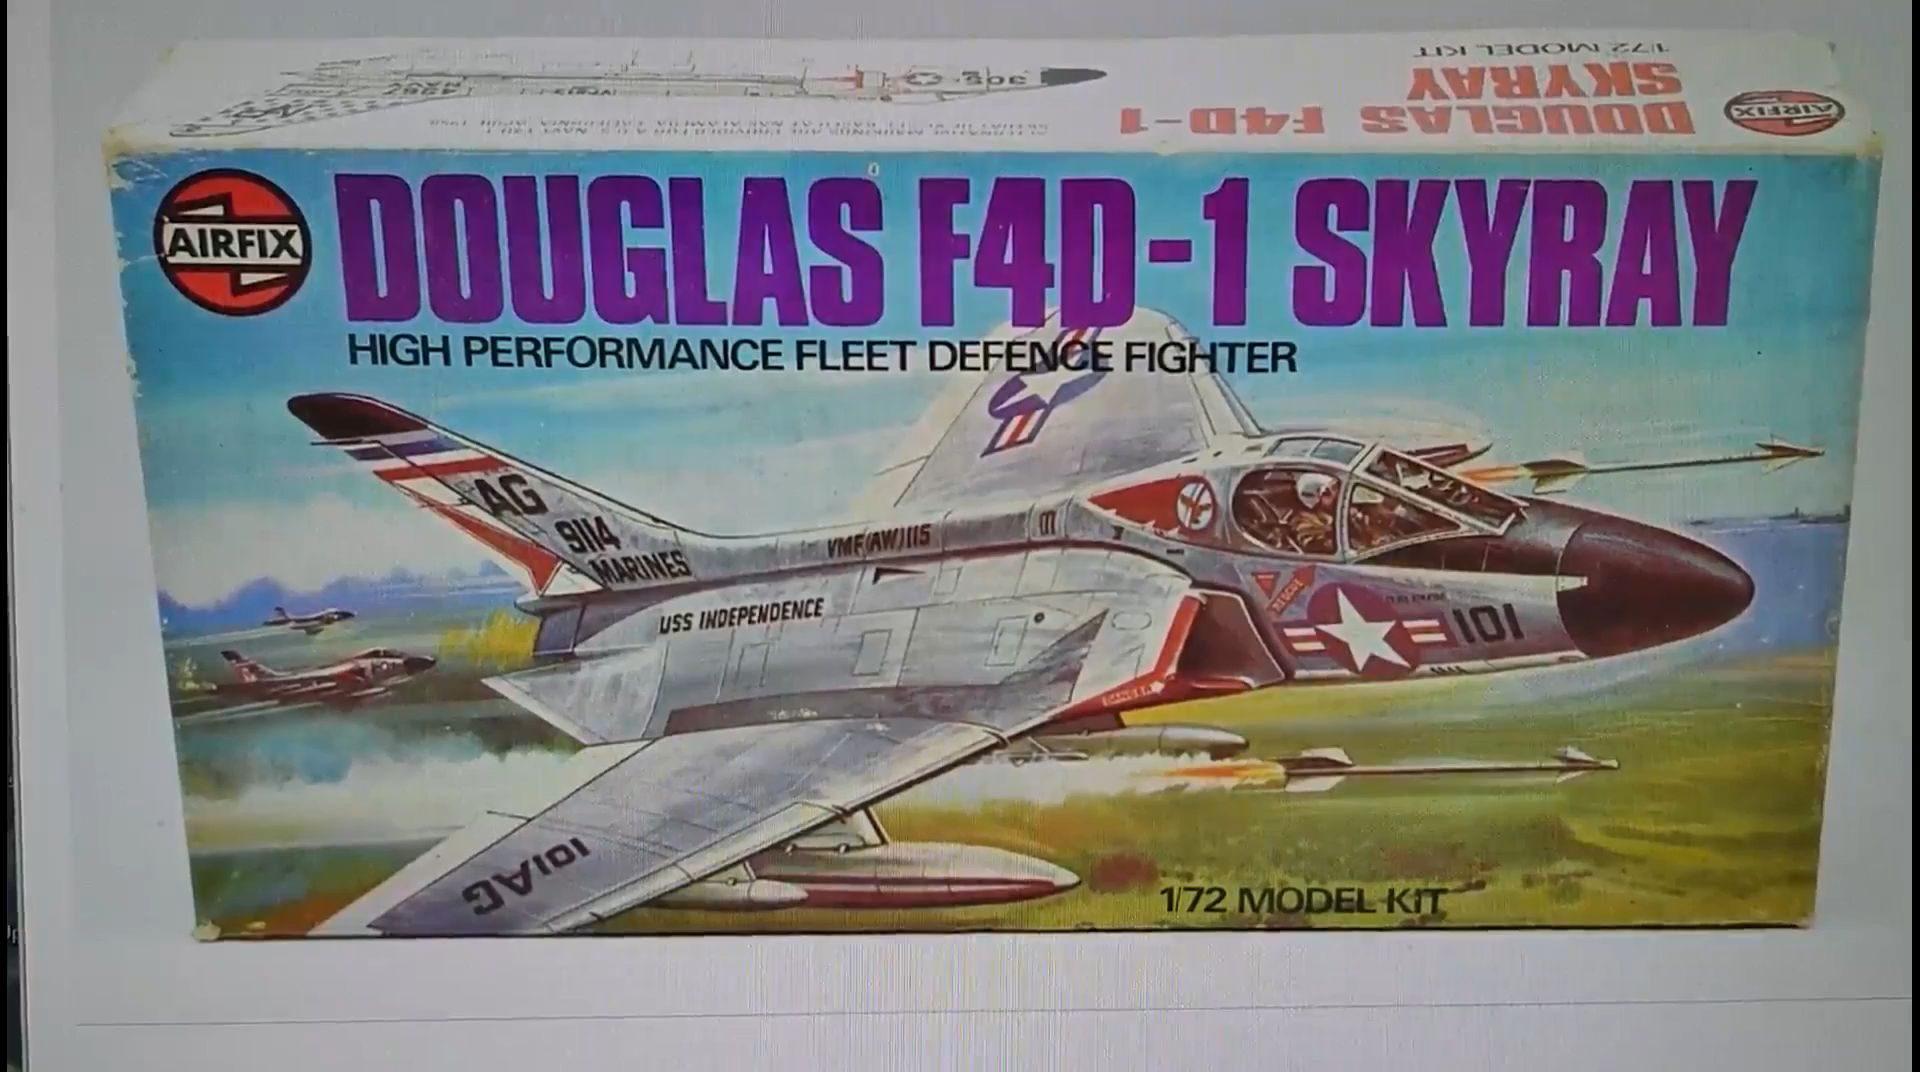 1/72 MODEL KIT
DOUGLAS F4D-1
SKYRAY
AIRFIX
AIRFIX
DOUGLAS F4D-1 SKYRAY
HIGH PERFORMANCE FLEET DEFENCE FIGHTER
AG
9114
MARINES
VMF(AW)115
USS INDEPENDENCE
RESCUE
101
101AG
1/72 MODEL KIT